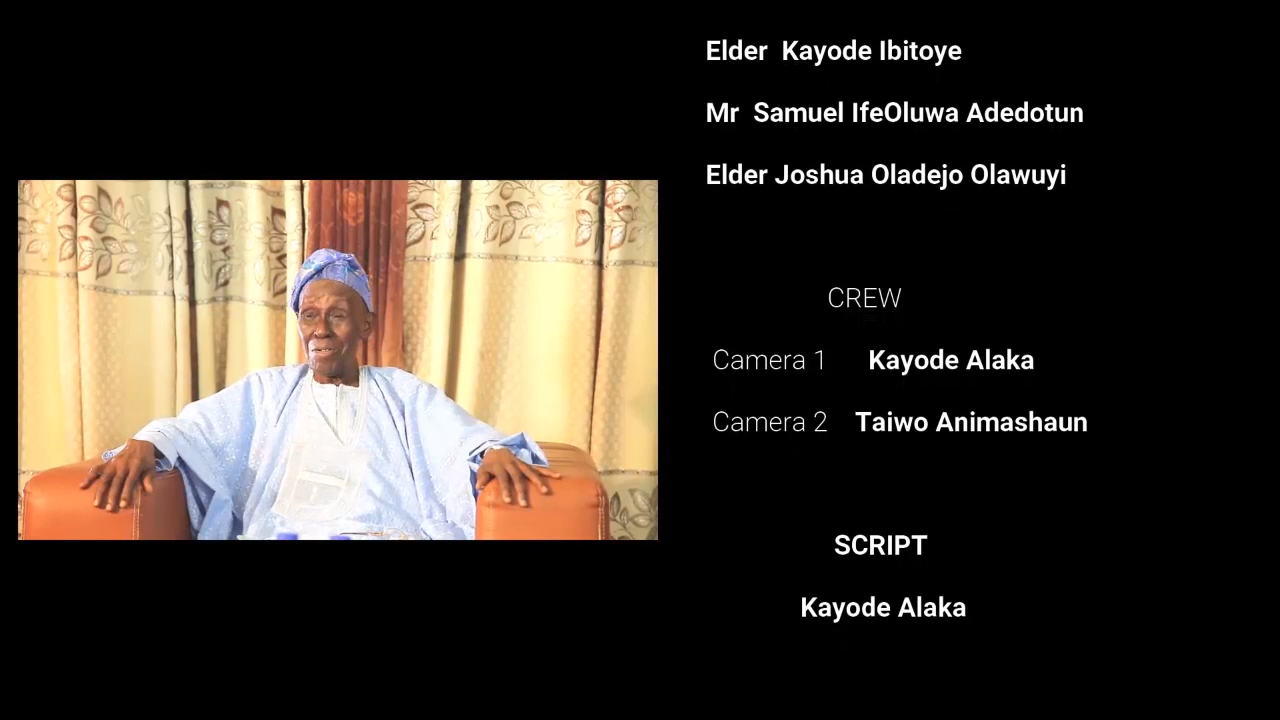 Elder  Kayode Ibitoye
Mr  Samuel IfeOluwa Adedotun
Elder Joshua Oladejo Olawuyi
CREW
Camera 1 Kayode Alaka
Camera 2 Taiwo Animashaun
SCRIPT
Kayode Alaka